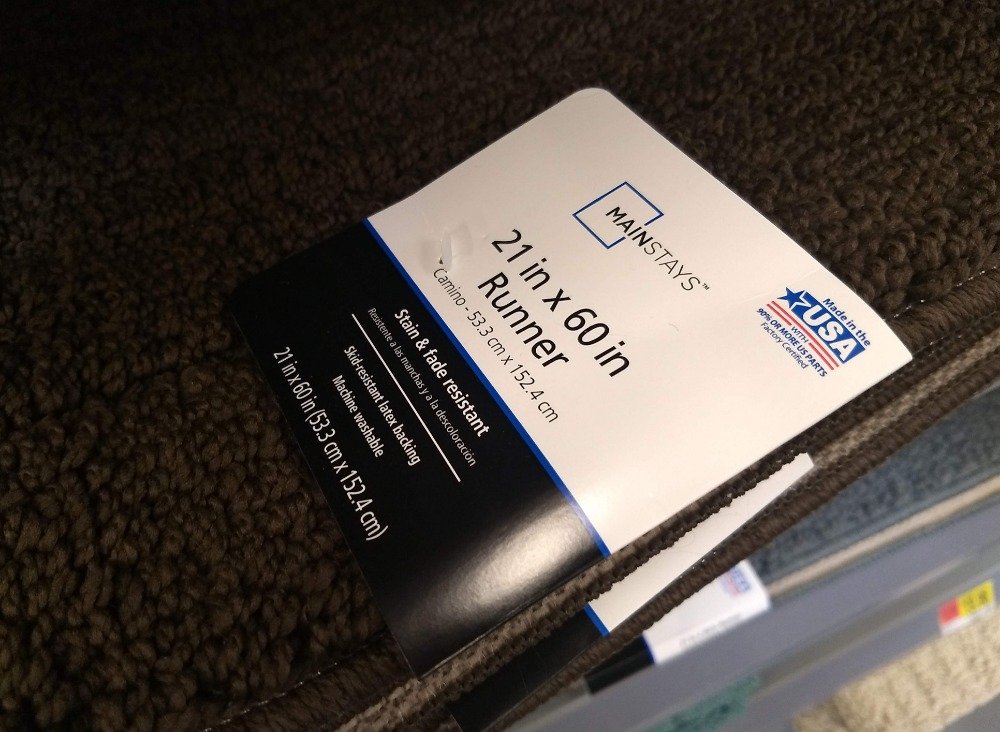 MAINSTAYS™
21 in x 60 in
Runner
Camino - 53.3 cm x 152.4 cm
Made in the
USA
WITH
90% OR MORE US PARTS
Factory Certified
Stain & fade resistant
Resistente a las manchas y a la descoloración
Skid-resistant latex backing
Machine washable
21 in x 60 in (53.3 cm x 152.4 cm)